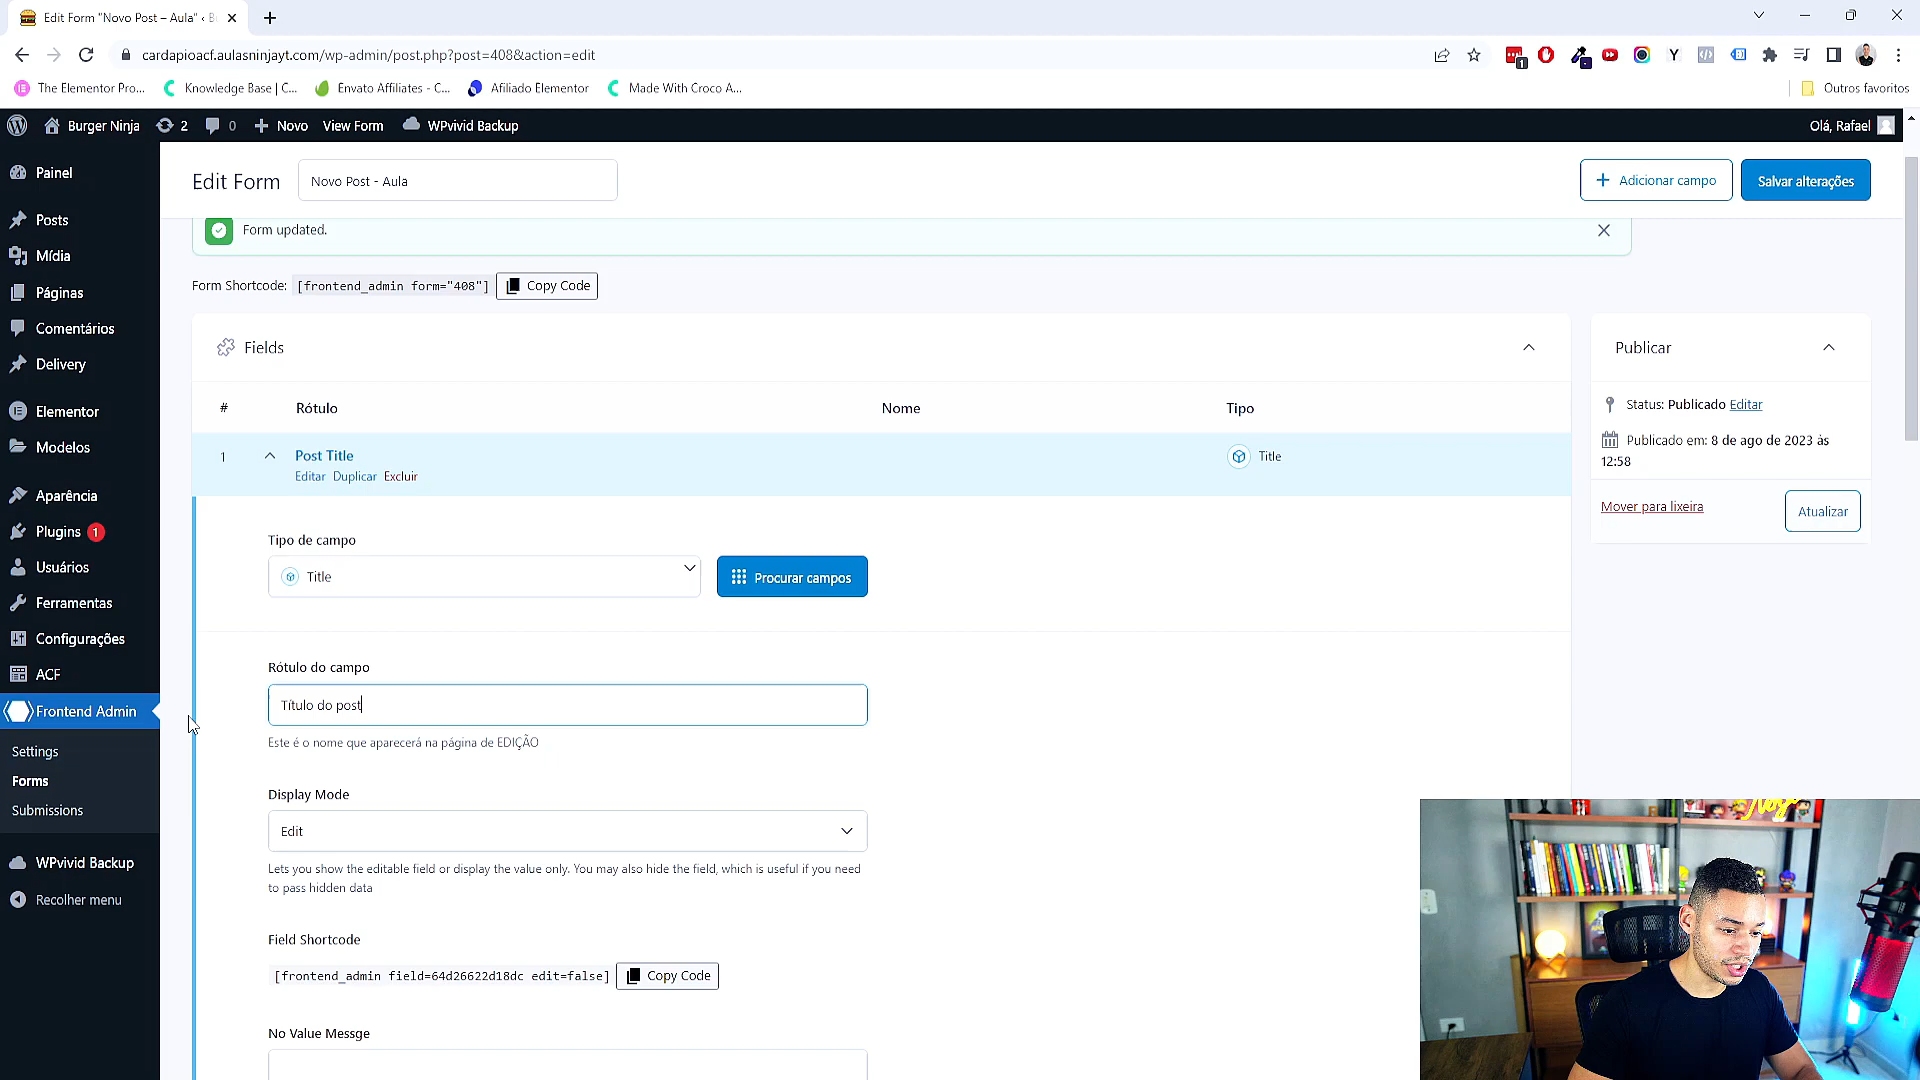 Edit Form "Novo Post – Aula" ‹ B
cardapioacf.aulasninjayt.com/wp-admin/post.php?post=408&action=edit
1
Y
The Elementor Pro...
Knowledge Base | C...
Envato Affiliates - C...
Afiliado Elementor
Made With Croco A...
Outros favoritos
Burger Ninja
2
0
Novo
View Form
WPvivid Backup
Olá, Rafael
Painel
Posts
Mídia
Páginas
Comentários
Delivery
Elementor
Modelos
Aparência
Plugins 1
Usuários
Ferramentas
Configurações
ACF
Frontend Admin
Settings
Forms
Submissions
WPvivid Backup
Recolher menu
Edit Form
Novo Post - Aula
Adicionar campo
Salvar alterações
Form updated.
Form Shortcode: [frontend_admin form="408"] Copy Code
Fields
# Rótulo Nome Tipo
1 Post Title Title
Editar Duplicar Excluir
Tipo de campo
Title
Procurar campos
Rótulo do campo
Título do post
Este é o nome que aparecerá na página de EDIÇÃO
Display Mode
Edit
Lets you show the editable field or display the value only. You may also hide the field, which is useful if you need
to pass hidden data
Field Shortcode
[frontend_admin field=64d26622d18dc edit=false] Copy Code
No Value Messge
Publicar
Status: Publicado Editar
Publicado em: 8 de ago de 2023 às
12:58
Mover para lixeira
Atualizar